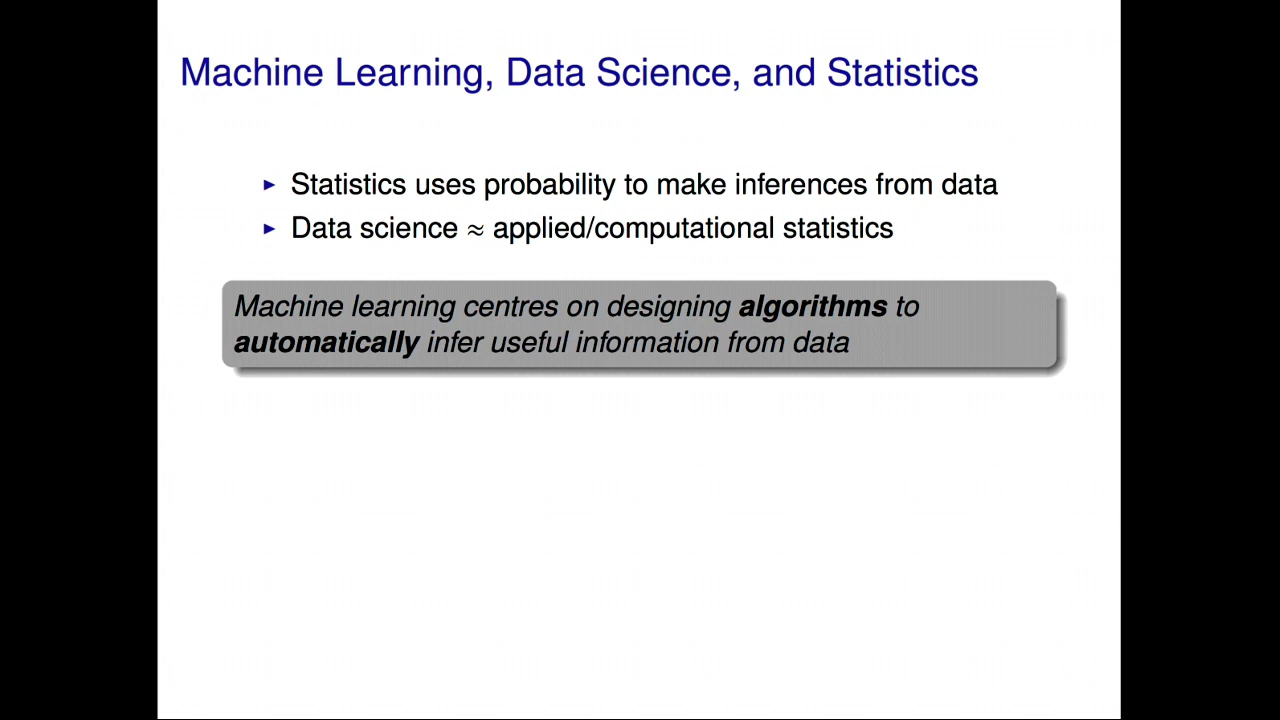 Machine Learning, Data Science, and Statistics
► Statistics uses probability to make inferences from data
► Data science ≈ applied/computational statistics
Machine learning centres on designing algorithms to
automatically infer useful information from data